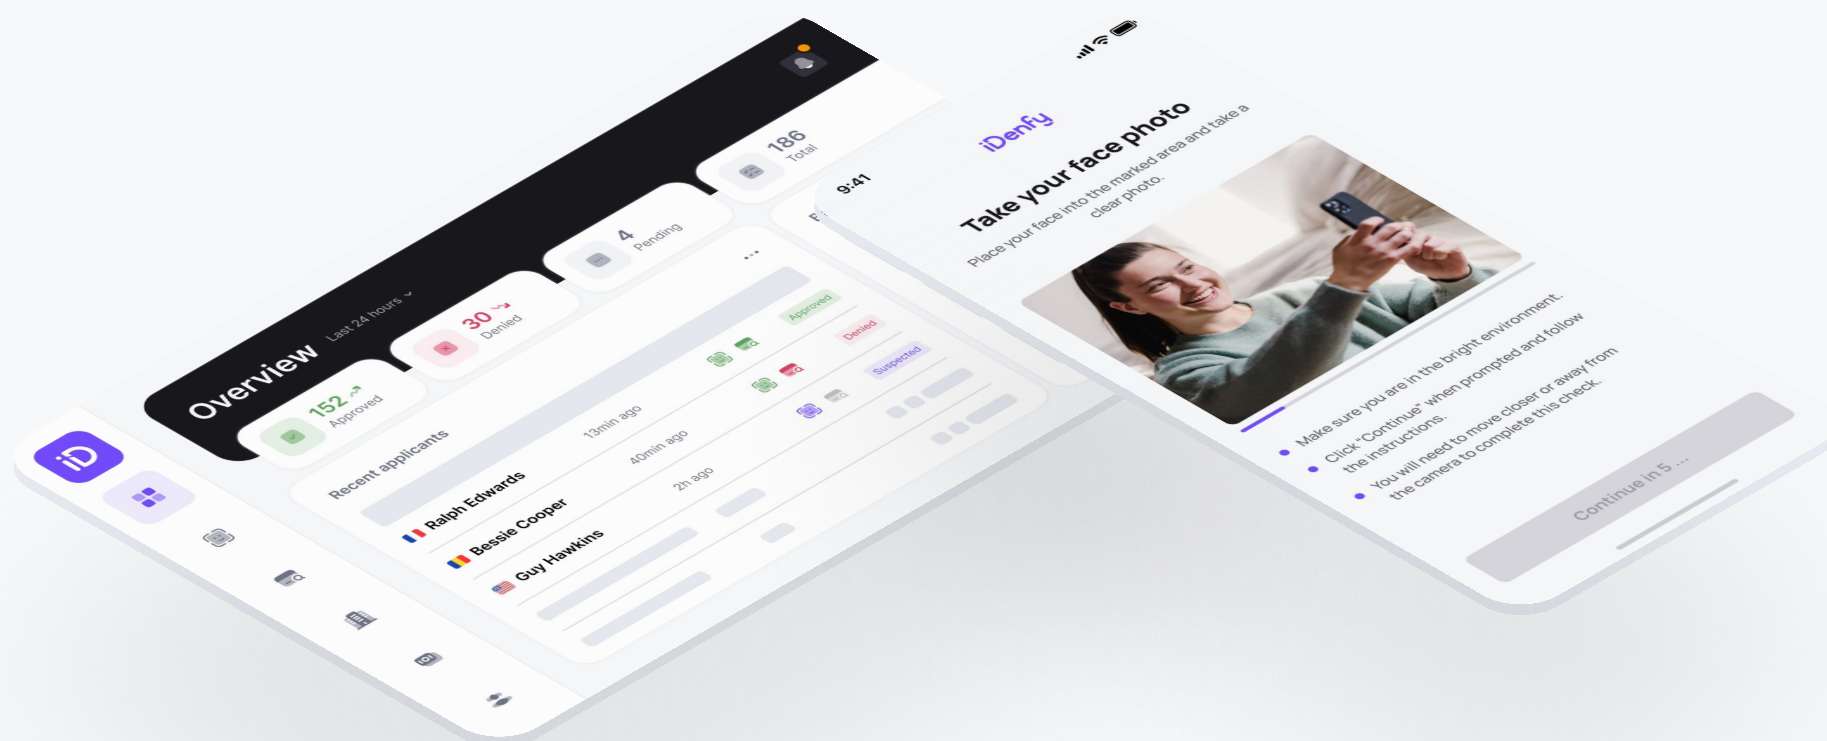 iD
Overview
Last 24 hours
152
Approved
30
Denied
4
Pending
186
Total
Recent applicants
Ralph Edwards
13min ago
Approved
Bessie Cooper
40min ago
Denied
Guy Hawkins
2h ago
Suspected
9:41
iDenfy
Take your face photo
Place your face into the marked area and take a
clear photo.
Make sure you are in the bright environment.
Click "Continue" when prompted and follow
the instructions.
You will need to move closer or away from
the camera to complete this check.
Continue in 5 ...